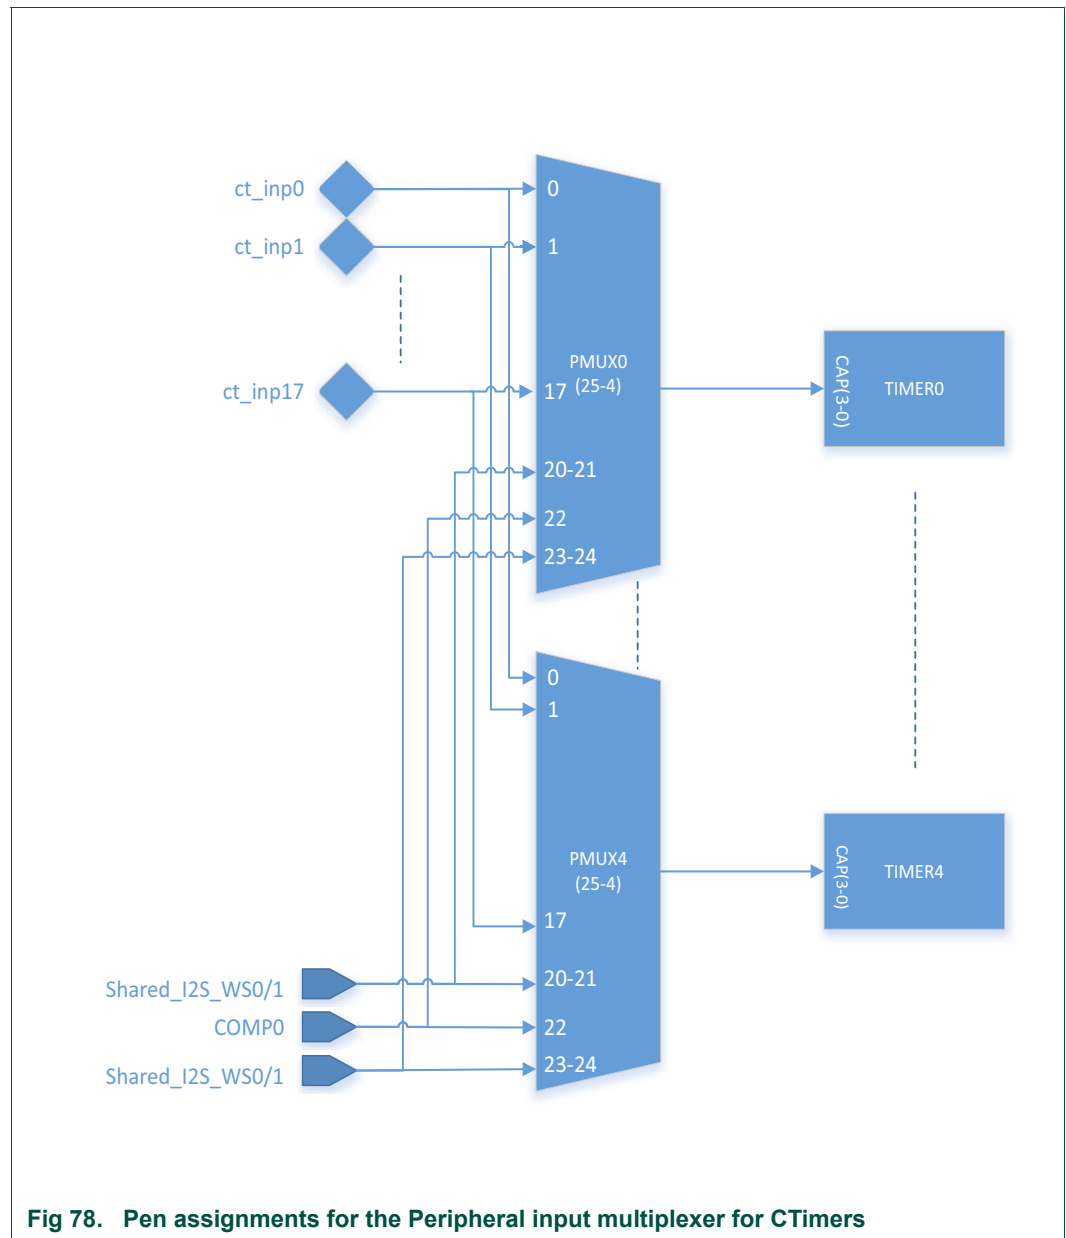 ct_inp0
0
ct_inp1
1
PMUX0
(25-4)
ct_inp17
17
CAP(3-0)
TIMER0
20-21
22
23-24
0
1
PMUX4
(25-4)
CAP(3-0)
TIMER4
17
Shared_I2S_WS0/1
20-21
COMP0
22
Shared_I2S_WS0/1
23-24
Fig 78. Pen assignments for the Peripheral input multiplexer for CTimers